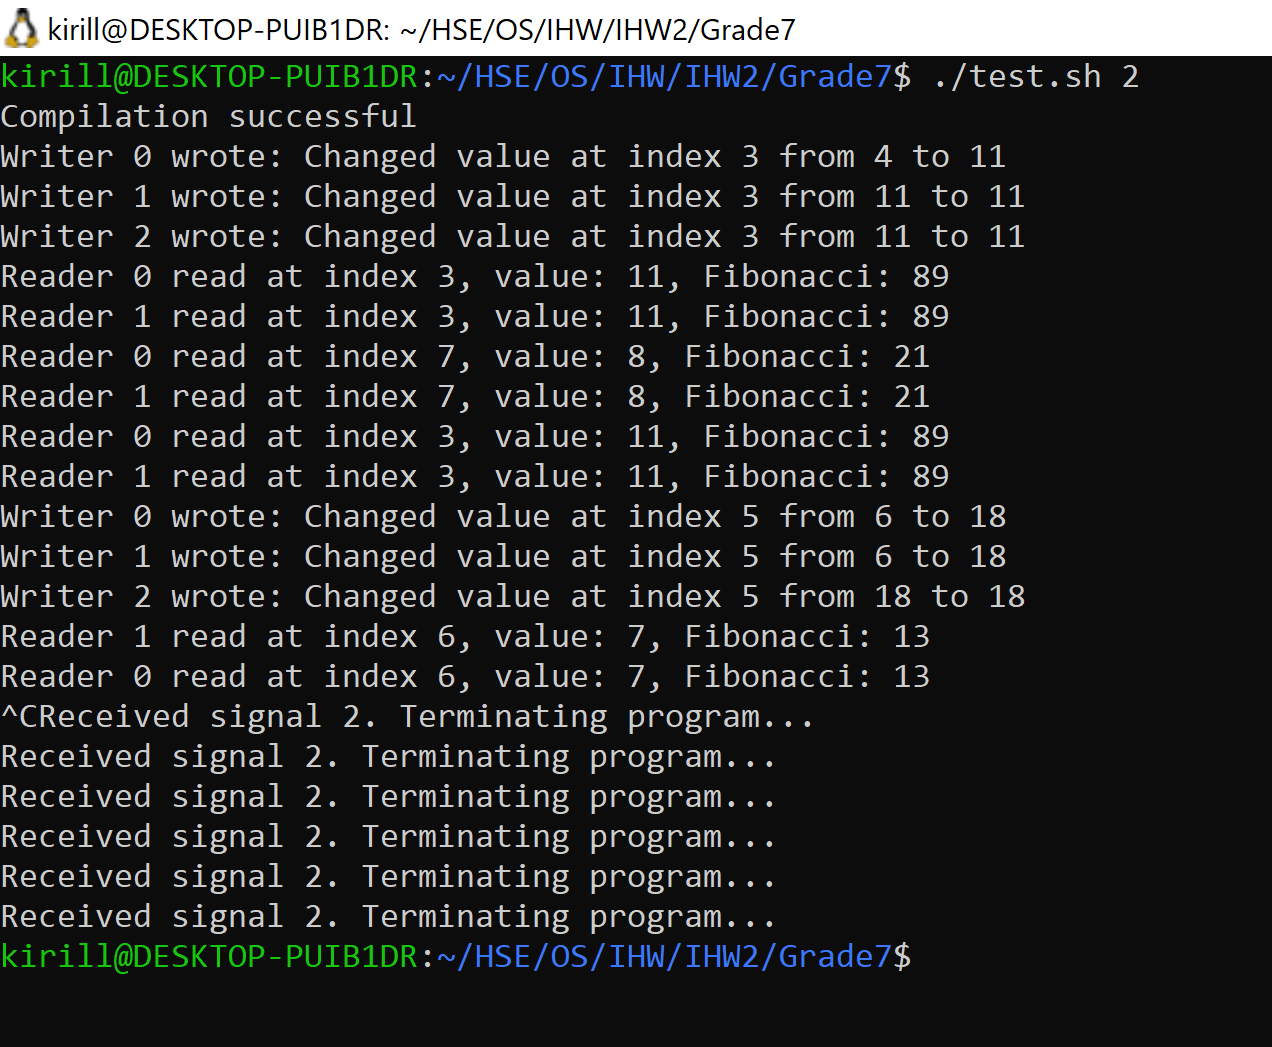 kirill@DESKTOP-PUIB1DR: ~/HSE/OS/IHW/IHW2/Grade7
kirill@DESKTOP-PUIB1DR:~/HSE/OS/IHW/IHW2/Grade7$ ./test.sh 2
Compilation successful
Writer 0 wrote: Changed value at index 3 from 4 to 11
Writer 1 wrote: Changed value at index 3 from 11 to 11
Writer 2 wrote: Changed value at index 3 from 11 to 11
Reader 0 read at index 3, value: 11, Fibonacci: 89
Reader 1 read at index 3, value: 11, Fibonacci: 89
Reader 0 read at index 7, value: 8, Fibonacci: 21
Reader 1 read at index 7, value: 8, Fibonacci: 21
Reader 0 read at index 3, value: 11, Fibonacci: 89
Reader 1 read at index 3, value: 11, Fibonacci: 89
Writer 0 wrote: Changed value at index 5 from 6 to 18
Writer 1 wrote: Changed value at index 5 from 6 to 18
Writer 2 wrote: Changed value at index 5 from 18 to 18
Reader 1 read at index 6, value: 7, Fibonacci: 13
Reader 0 read at index 6, value: 7, Fibonacci: 13
^CReceived signal 2. Terminating program...
Received signal 2. Terminating program...
Received signal 2. Terminating program...
Received signal 2. Terminating program...
Received signal 2. Terminating program...
Received signal 2. Terminating program...
kirill@DESKTOP-PUIB1DR:~/HSE/OS/IHW/IHW2/Grade7$